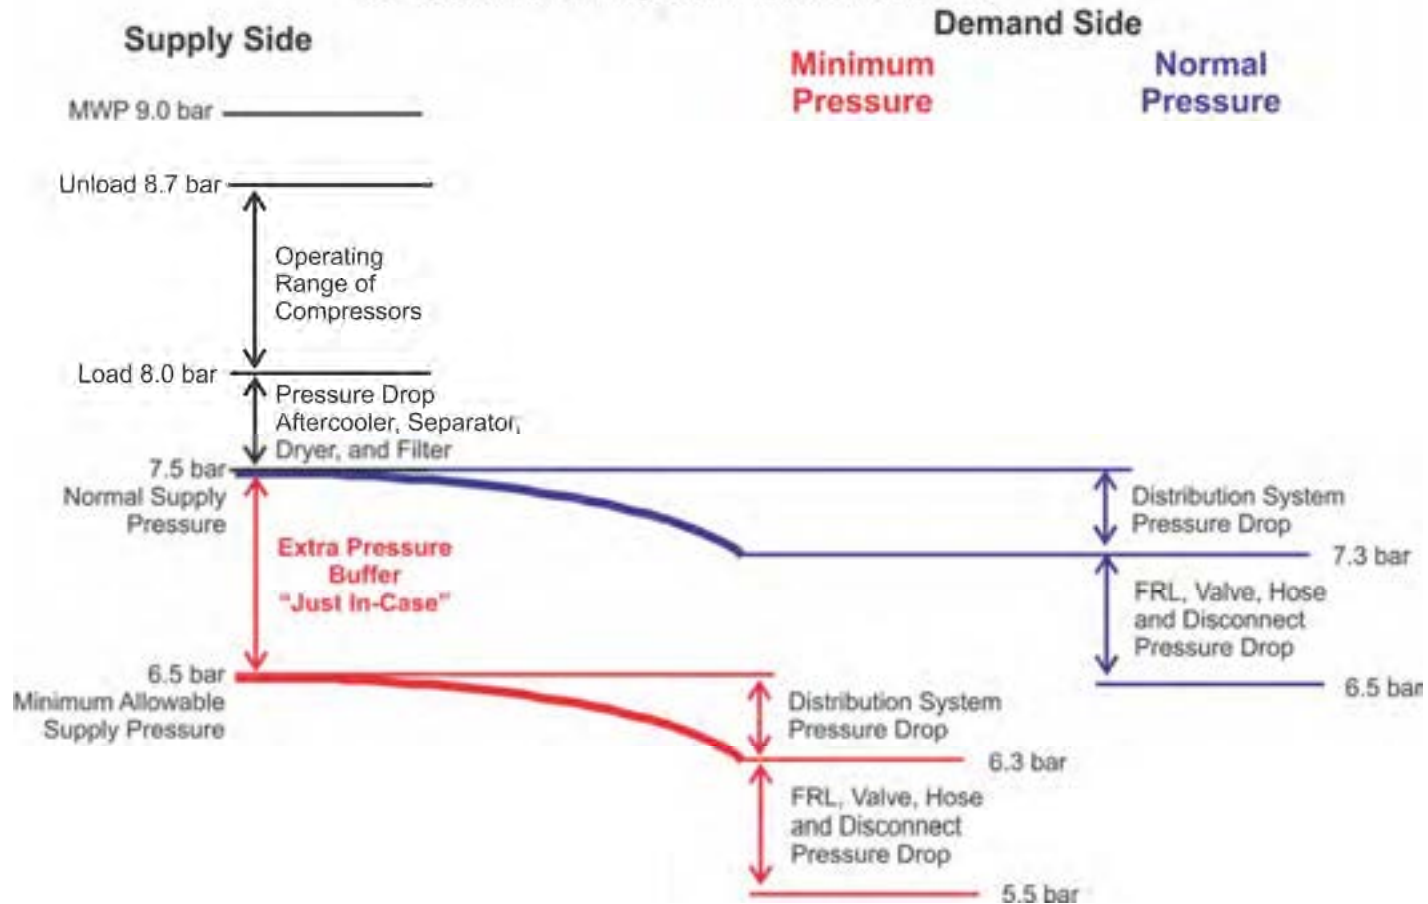 Supply Side
Demand Side
Minimum
Pressure
Normal
Pressure
MWP 9.0 bar
Unload 8.7 bar
Operating
Range of
Compressors
Load 8.0 bar
Pressure Drop
Aftercooler, Separator,
Dryer, and Filter
7.5 bar
Normal Supply
Pressure
Distribution System
Pressure Drop
Extra Pressure
Buffer
"Just In-Case"
7.3 bar
FRL, Valve, Hose
and Disconnect
Pressure Drop
6.5 bar
Minimum Allowable
Supply Pressure
6.5 bar
Distribution System
Pressure Drop
6.3 bar
FRL, Valve, Hose
and Disconnect
Pressure Drop
5.5 bar